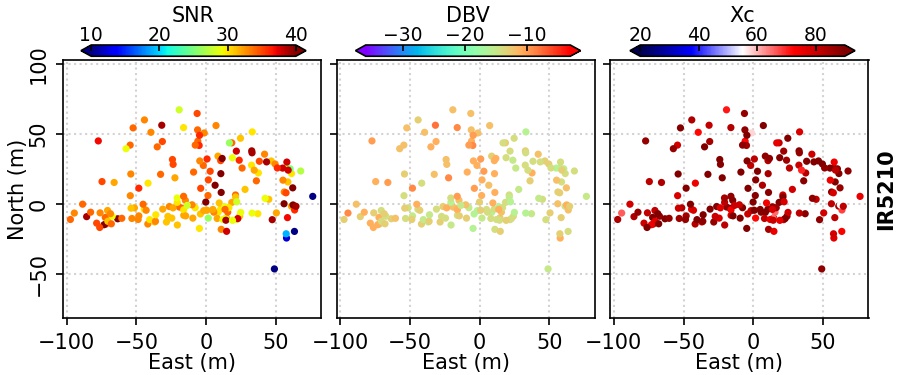 SNR DBV Xc
10 20 30 40 −30 −20 −10 20 40 60 80
100
50
0
−50
North (m)
−100 −50 0 50 −100 −50 0 50 −100 −50 0 50
East (m) East (m) East (m)
IR5210